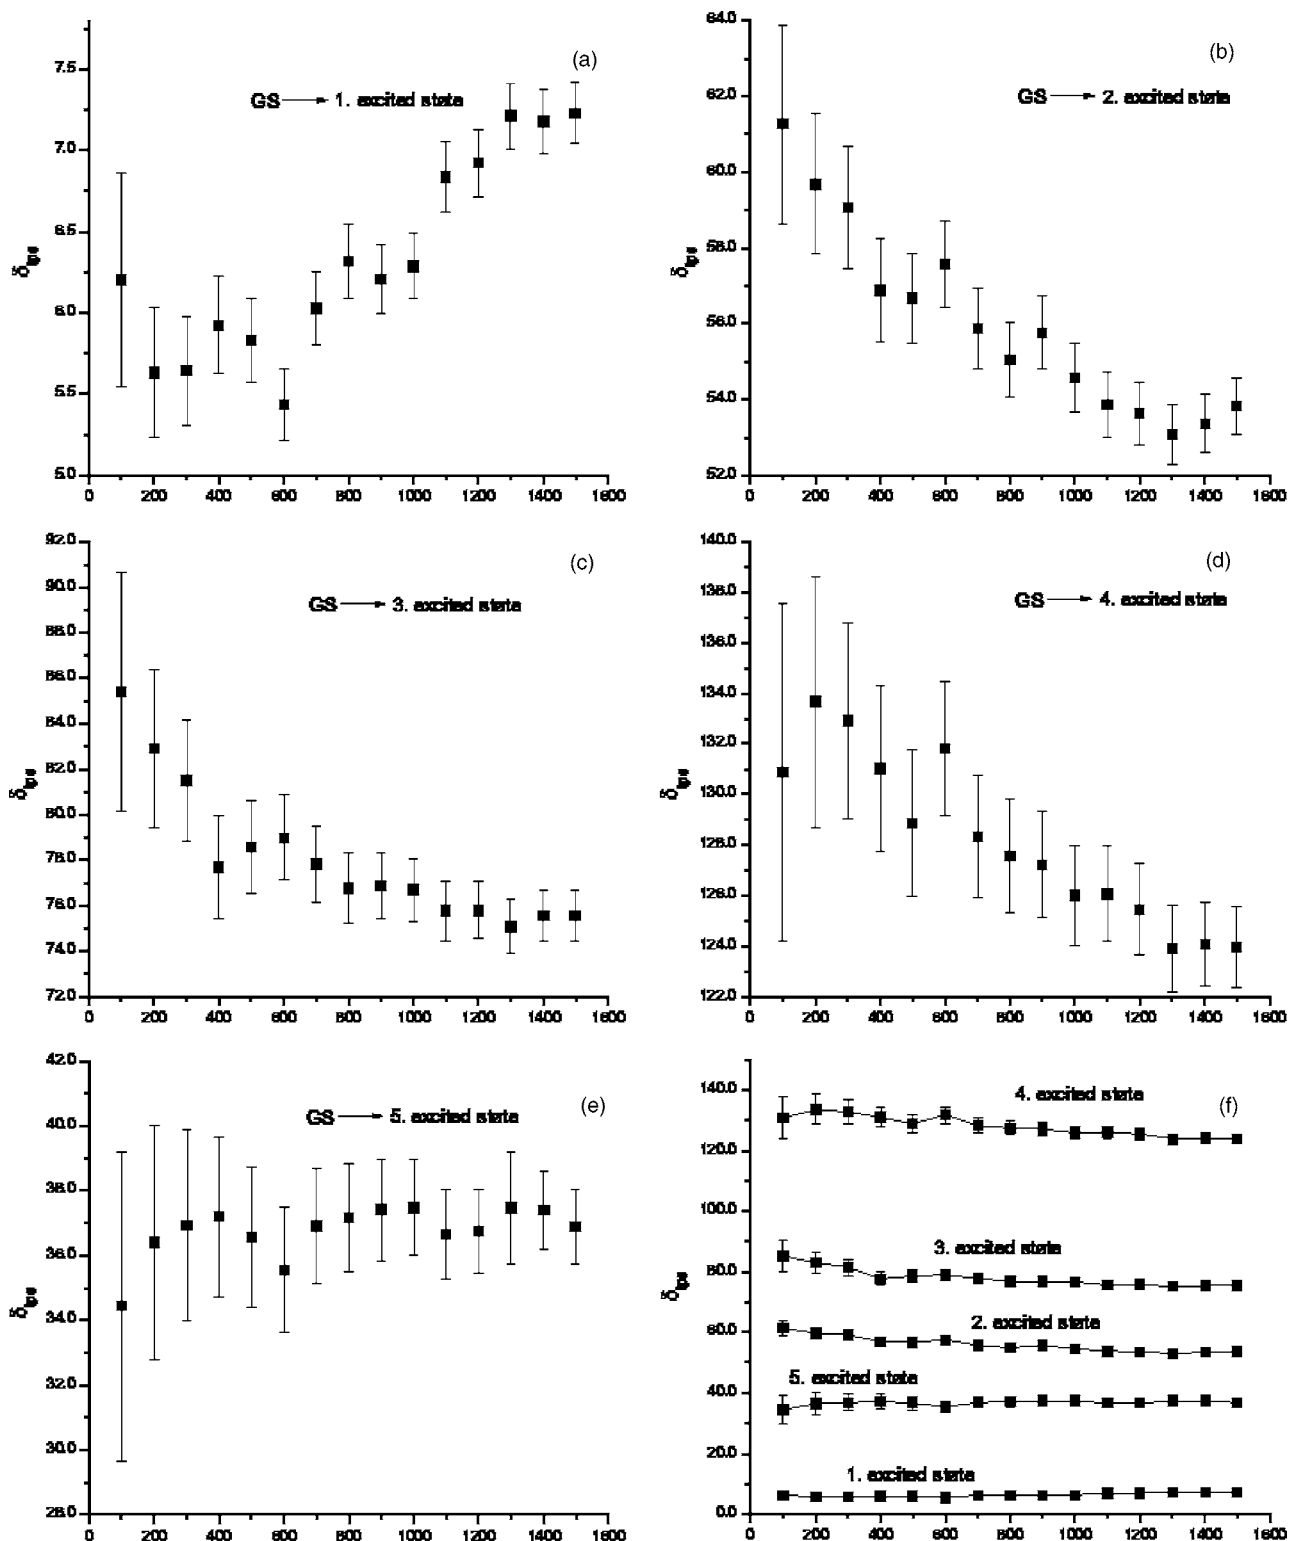 (a)
GS 1. excited state
7.5
7.0
6.5
6.0
5.5
5.0
δtpa
0 200 400 600 800 1000 1200 1400 1600
(b)
GS 2. excited state
64.0
62.0
60.0
58.0
56.0
54.0
52.0
δtpa
0 200 400 600 800 1000 1200 1400 1600
(c)
GS 3. excited state
92.0
90.0
88.0
86.0
84.0
82.0
80.0
78.0
76.0
74.0
72.0
δtpa
0 200 400 600 800 1000 1200 1400 1600
(d)
GS 4. excited state
140.0
138.0
136.0
134.0
132.0
130.0
128.0
126.0
124.0
122.0
δtpa
0 200 400 600 800 1000 1200 1400 1600
(e)
GS 5. excited state
42.0
40.0
38.0
36.0
34.0
32.0
30.0
28.0
δtpa
0 200 400 600 800 1000 1200 1400 1600
(f)
4. excited state
3. excited state
2. excited state
5. excited state
1. excited state
140.0
120.0
100.0
80.0
60.0
40.0
20.0
0.0
δtpa
0 200 400 600 800 1000 1200 1400 1600